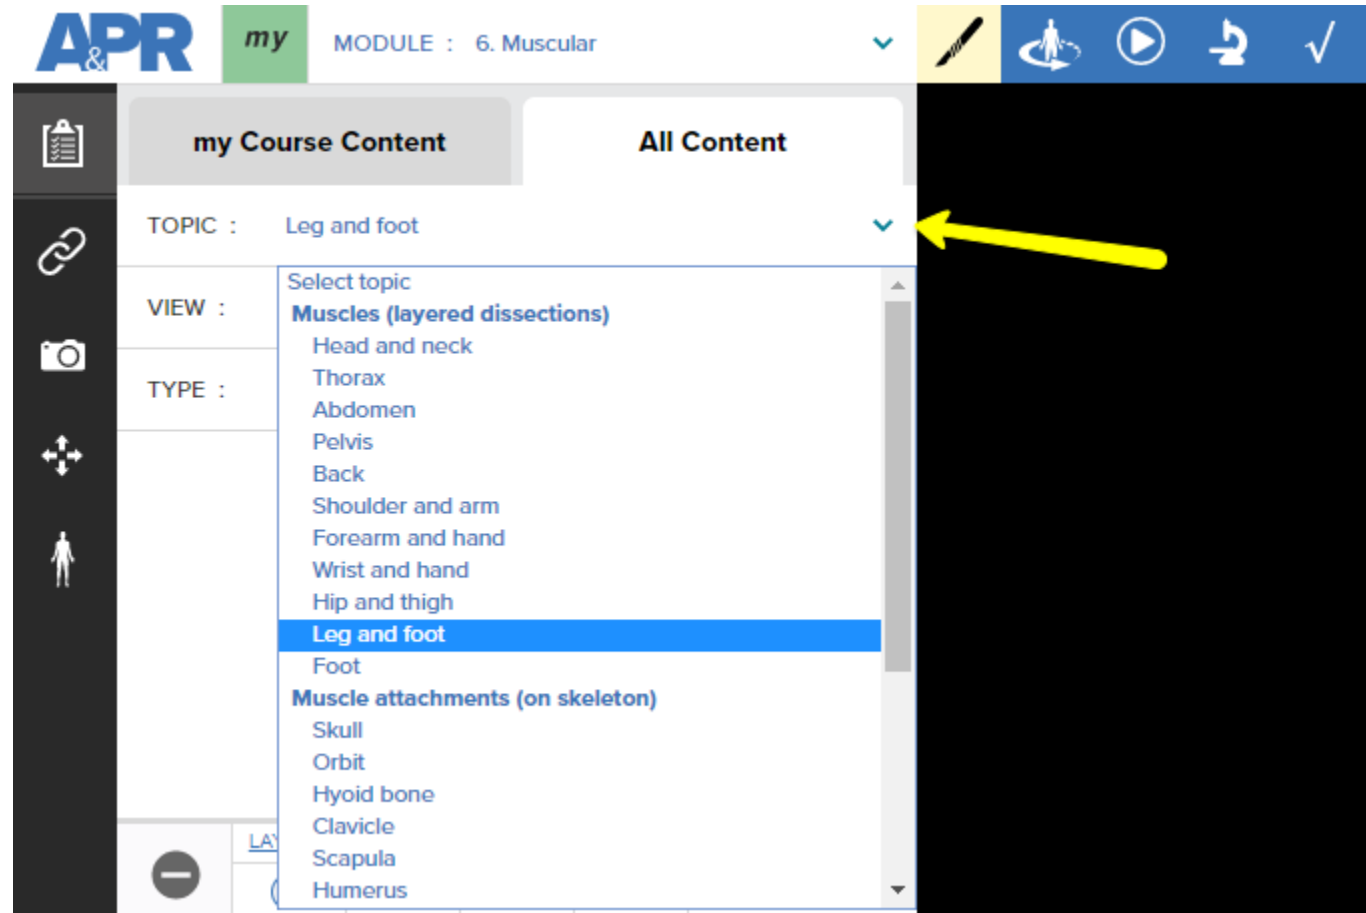 A&PR
my
MODULE : 6. Muscular
my Course Content
All Content
TOPIC : Leg and foot
Select topic
VIEW :
Muscles (layered dissections)
Head and neck
Thorax
TYPE :
Abdomen
Pelvis
Back
Shoulder and arm
Forearm and hand
Wrist and hand
Hip and thigh
Leg and foot
Foot
Muscle attachments (on skeleton)
Skull
Orbit
Hyoid bone
Clavicle
Scapula
Humerus